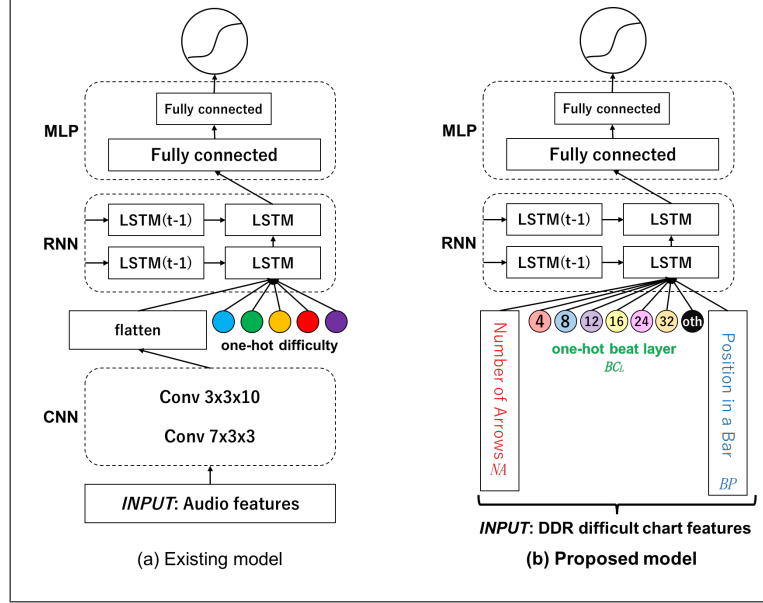 Fully connected
MLP
Fully connected
LSTM(t-1)
LSTM
RNN
LSTM(t-1)
LSTM
flatten
one-hot difficulty
Conv 3x3x10
CNN
Conv 7x3x3
INPUT: Audio features
(a) Existing model
Fully connected
MLP
Fully connected
LSTM(t-1)
LSTM
RNN
LSTM(t-1)
LSTM
Number of Arrows NA
4
8
12
16
24
32
oth
one-hot beat layer
BCL
Position in a Bar BP
INPUT: DDR difficult chart features
(b) Proposed model